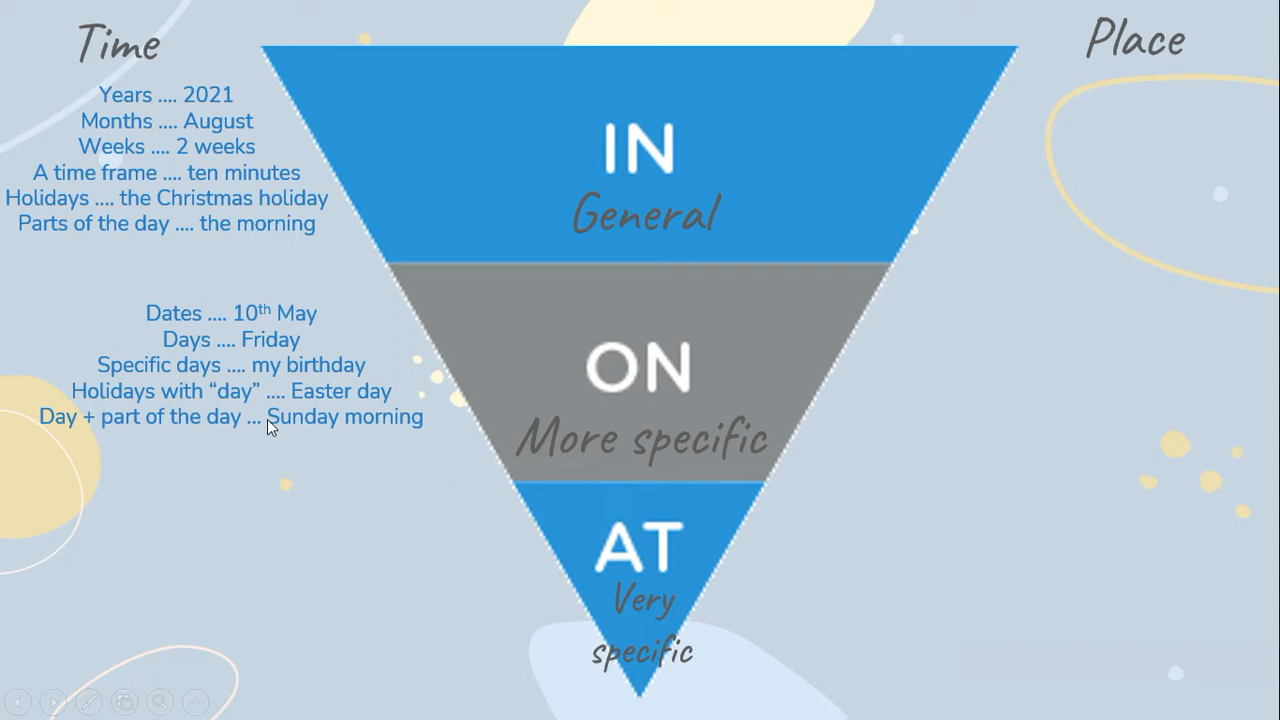 Time
Place
Years .... 2021
Months .... August
Weeks .... 2 weeks
A time frame .... ten minutes
Holidays .... the Christmas holiday
Parts of the day .... the morning
IN
General
Dates .... 10th May
Days .... Friday
Specific days .... my birthday
Holidays with “day” .... Easter day
Day + part of the day ... Sunday morning
ON
More specific
AT
Very
specific